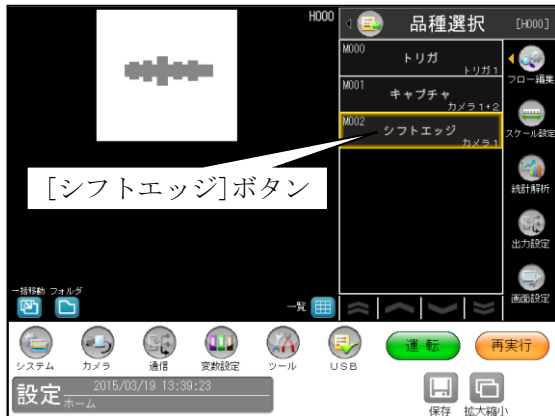 H000
品種選択
[H000]
M000
トリガ
トリガ1
M001
キャプチャ
カメラ1+2
M002
シフトエッジ
カメラ1
[シフトエッジ]ボタン
フロー編集
スケール設定
統計解析
出力設定
画面設定
一括移動 フォルダ
一覧
システム カメラ 通信 変数設定 ツール USB
運転
再実行
設定
2015/03/19 13:39:23
ホーム
保存 拡大縮小